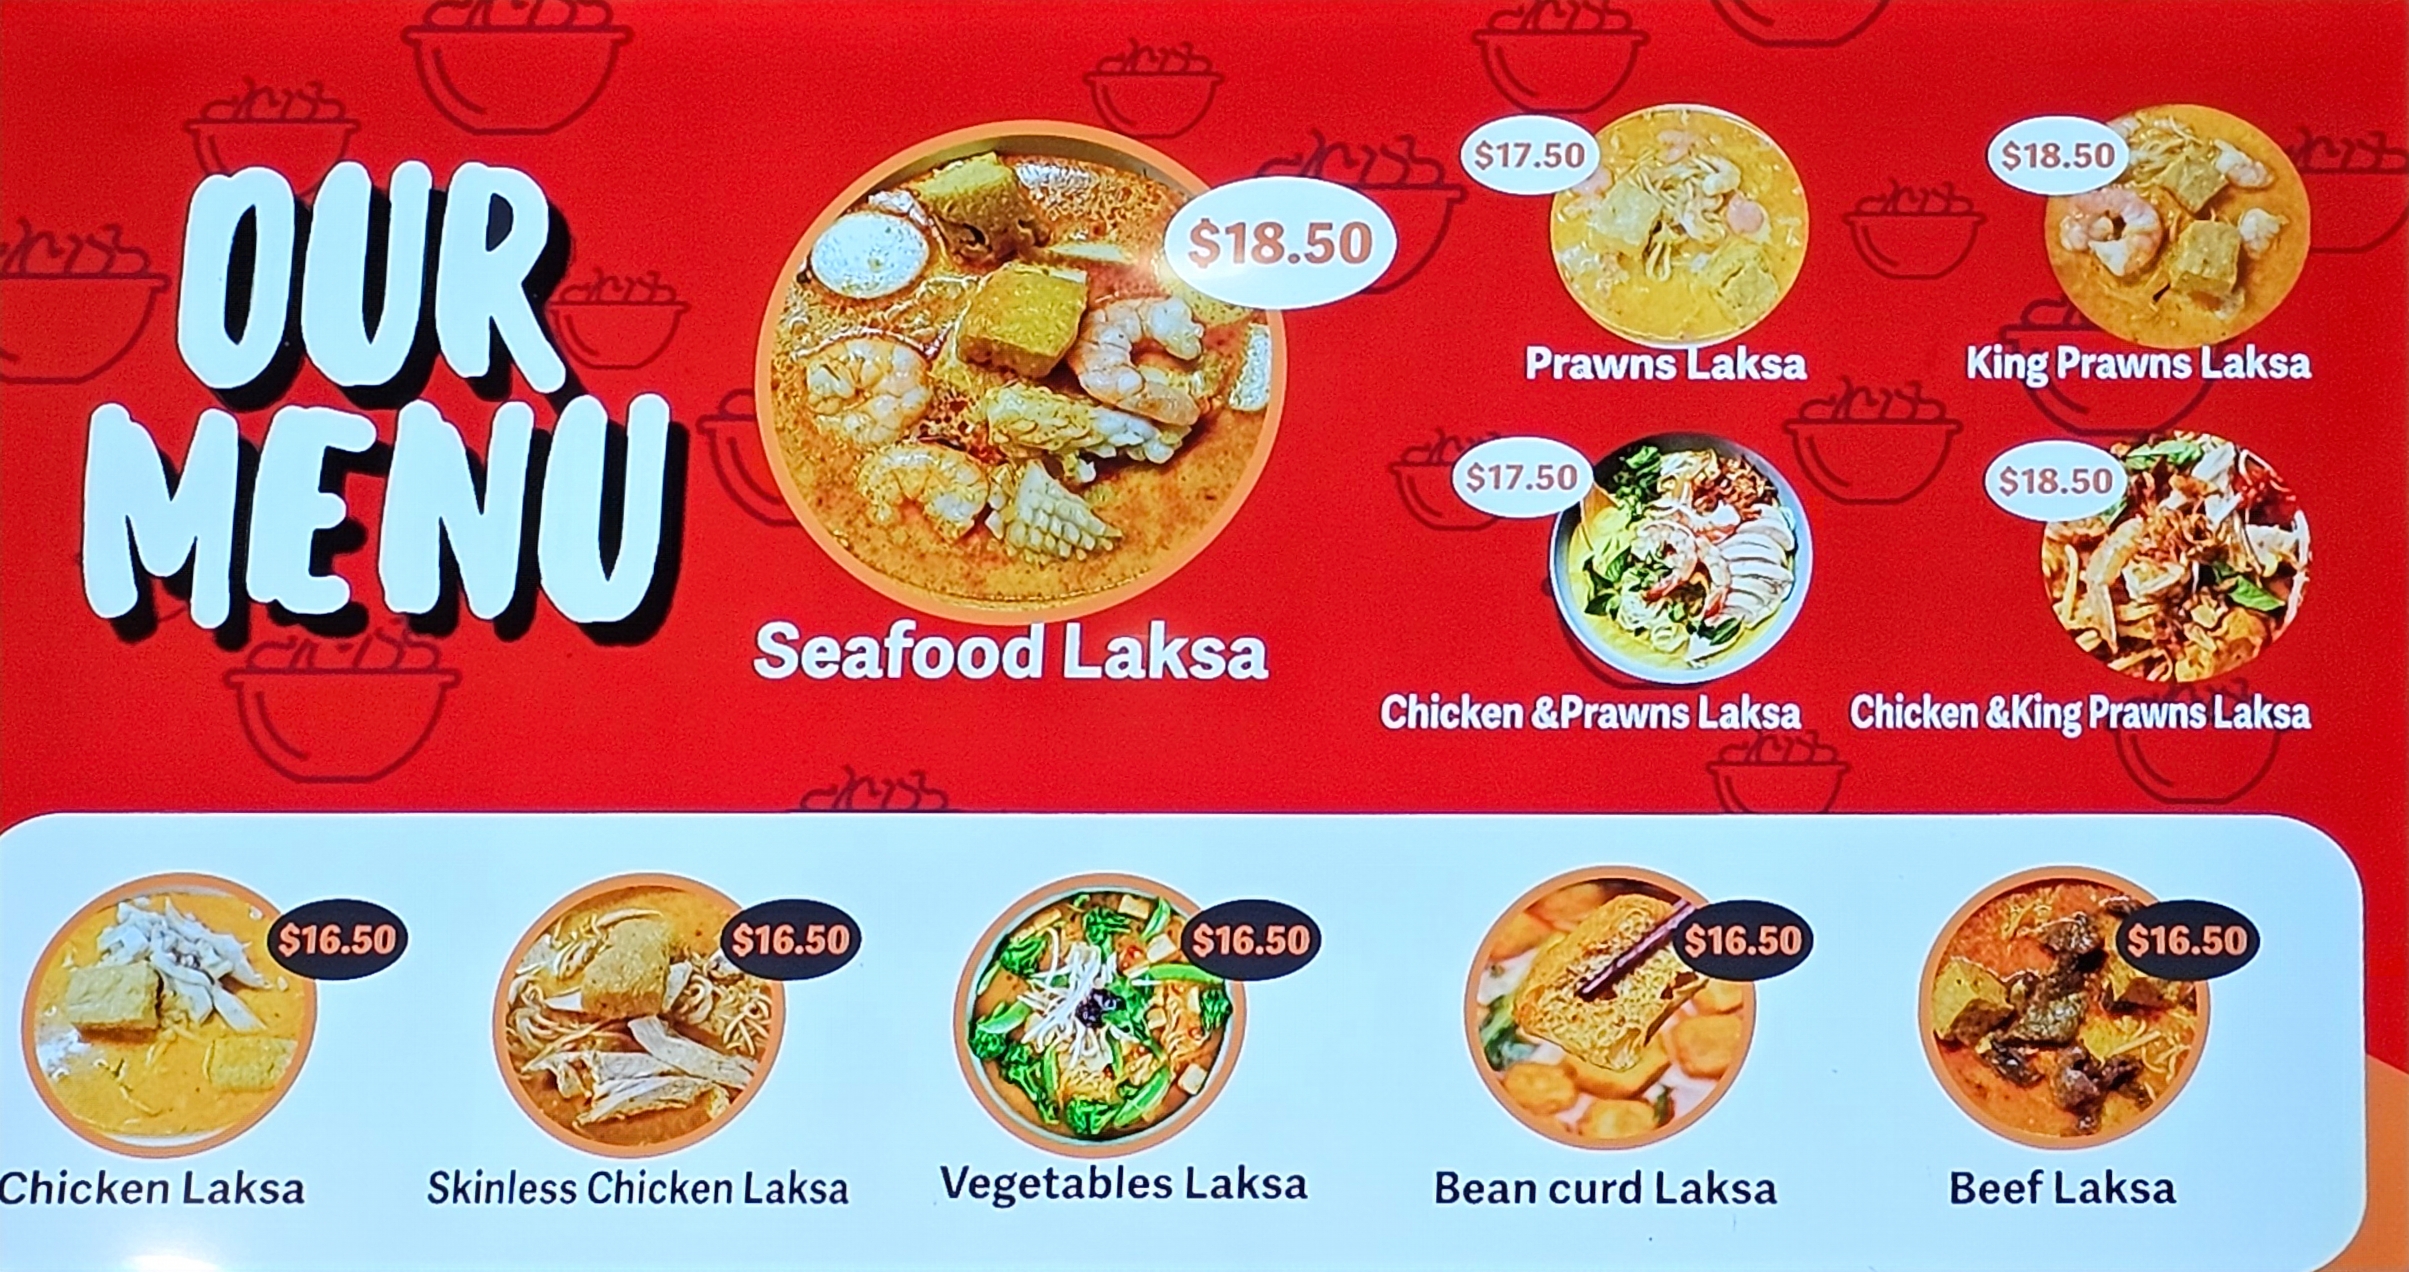 OUR
MENU
$18.50
Seafood Laksa
$17.50
Prawns Laksa
$18.50
King Prawns Laksa
$17.50
Chicken &Prawns Laksa
$18.50
Chicken &King Prawns Laksa
$16.50
Chicken Laksa
$16.50
Skinless Chicken Laksa
$16.50
Vegetables Laksa
$16.50
Bean curd Laksa
$16.50
Beef Laksa